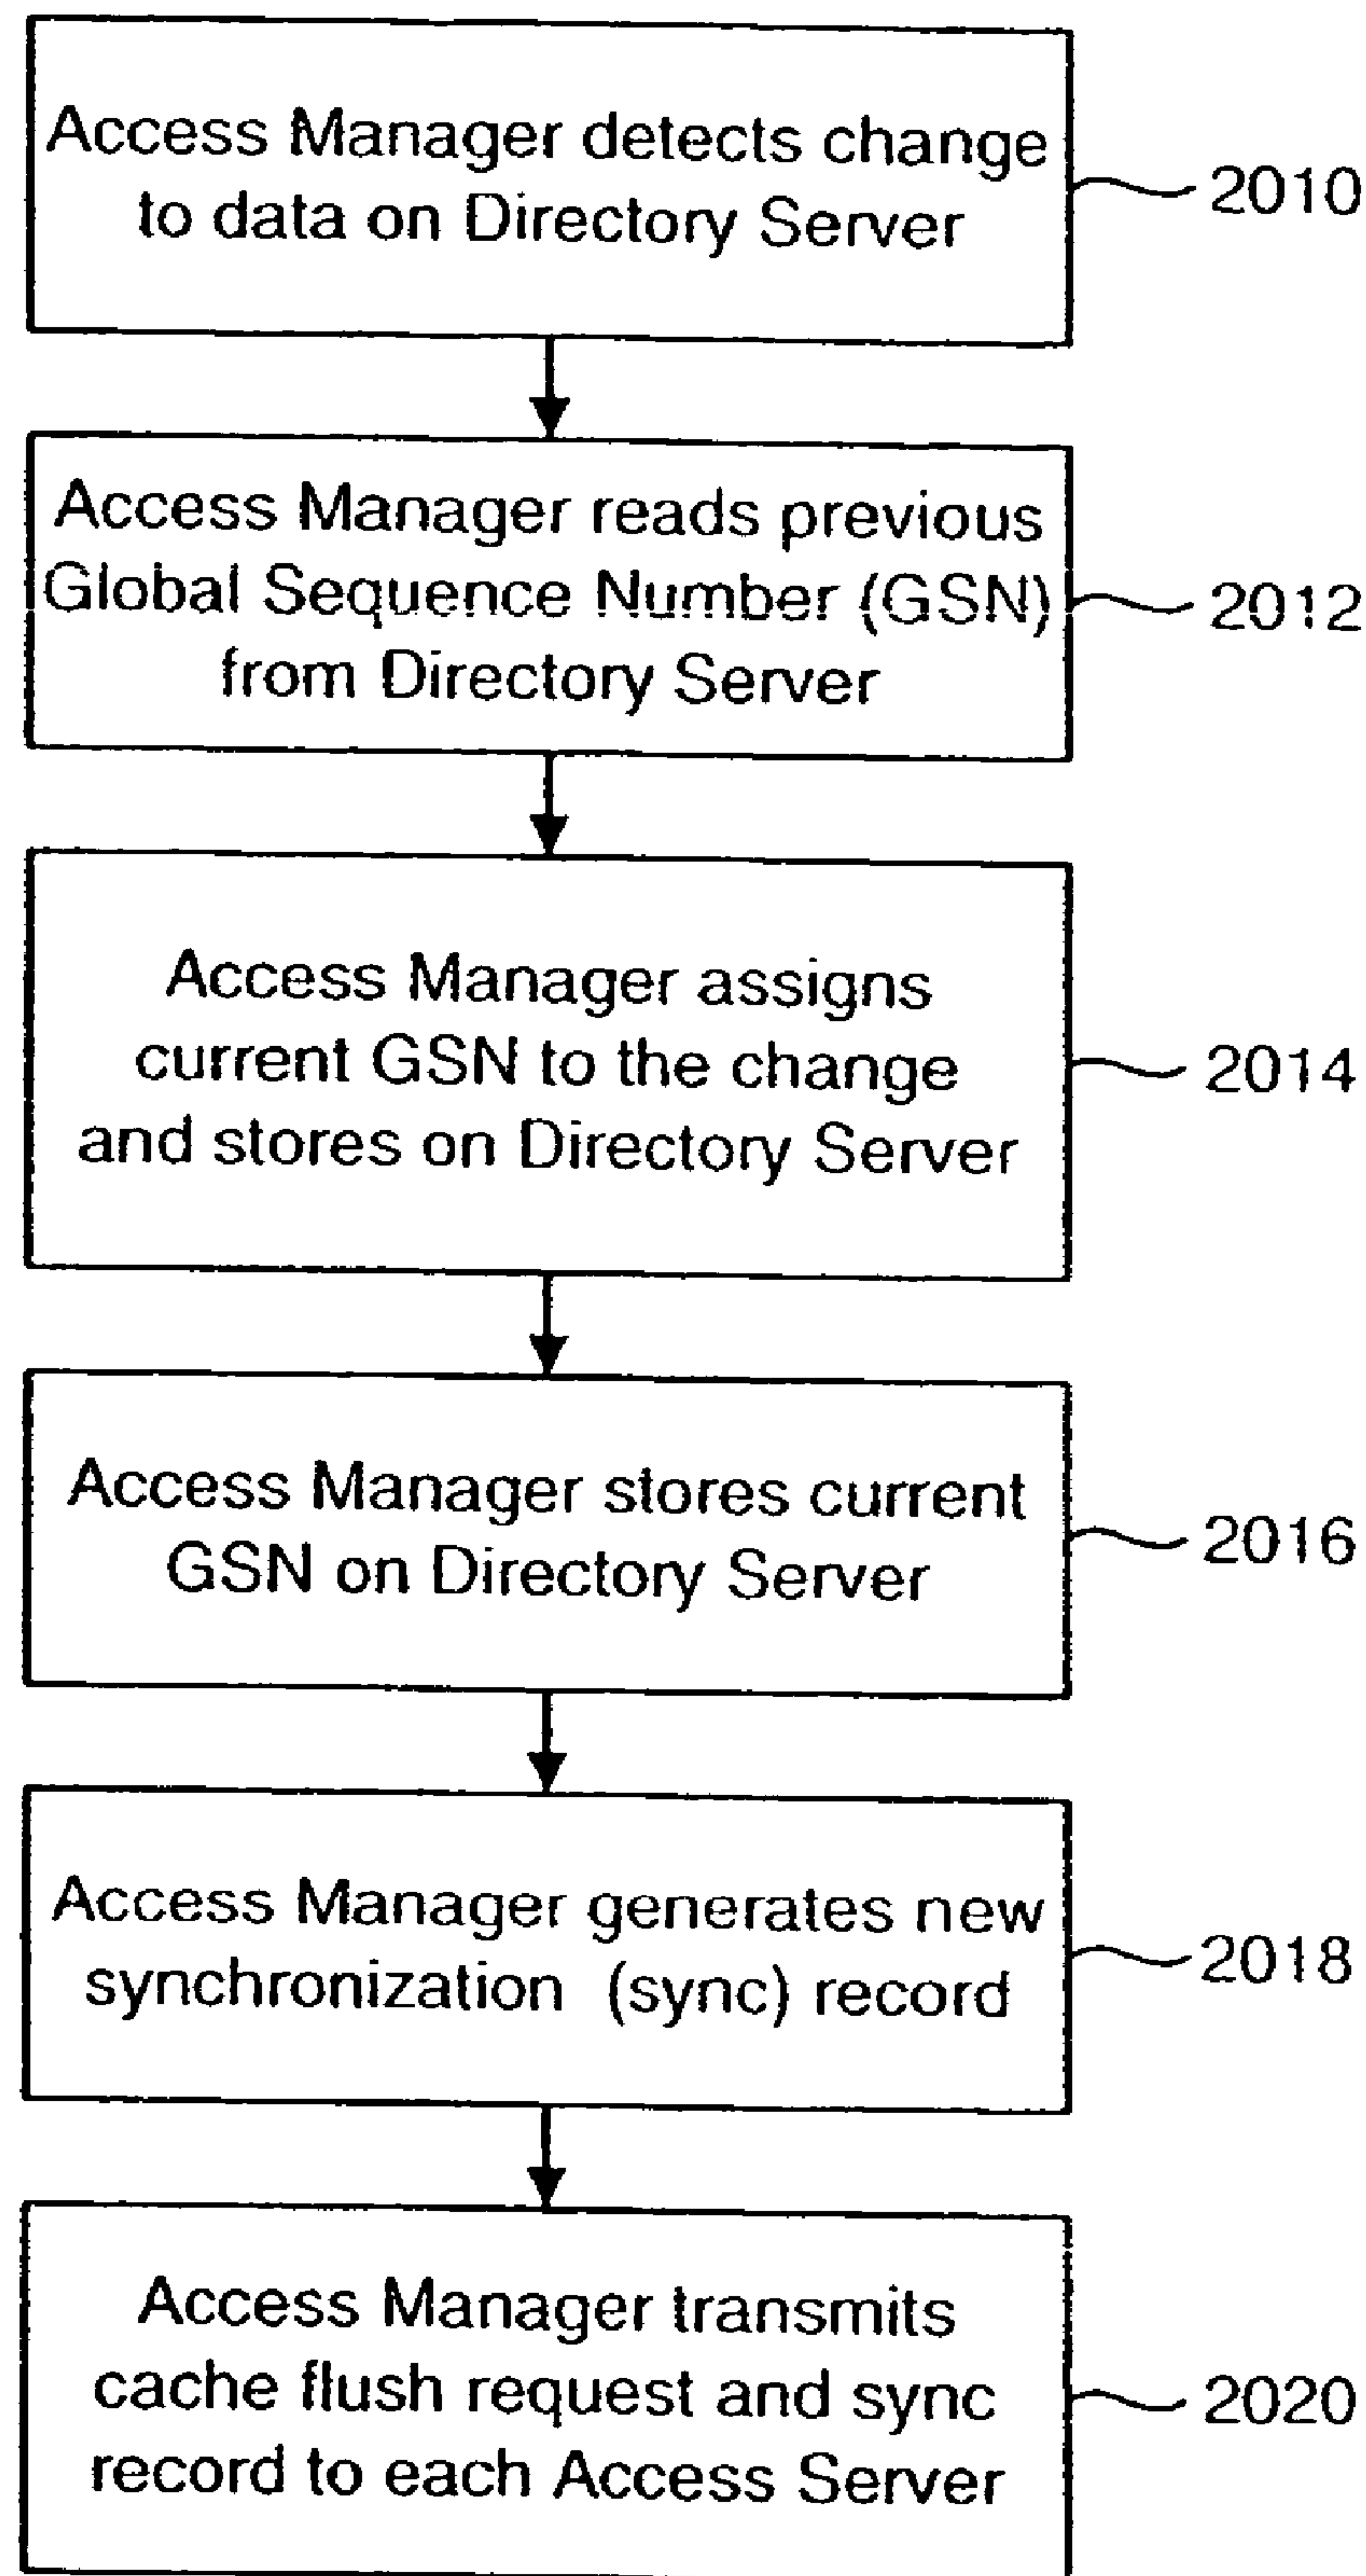 Access Manager detects change
to data on Directory Server
2010
Access Manager reads previous
Global Sequence Number (GSN)
from Directory Server
2012
Access Manager assigns
current GSN to the change
and stores on Directory Server
2014
Access Manager stores current
GSN on Directory Server
2016
Access Manager generates new
synchronization (sync) record
2018
Access Manager transmits
cache flush request and sync
record to each Access Server
2020